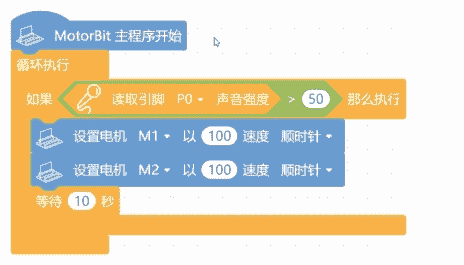 MotorBit 主程序开始
循环执行
如果 读取引脚 P0 声音强度 > 50 那么执行
设置电机 M1 以 100 速度 顺时针
设置电机 M2 以 100 速度 顺时针
等待 10 秒